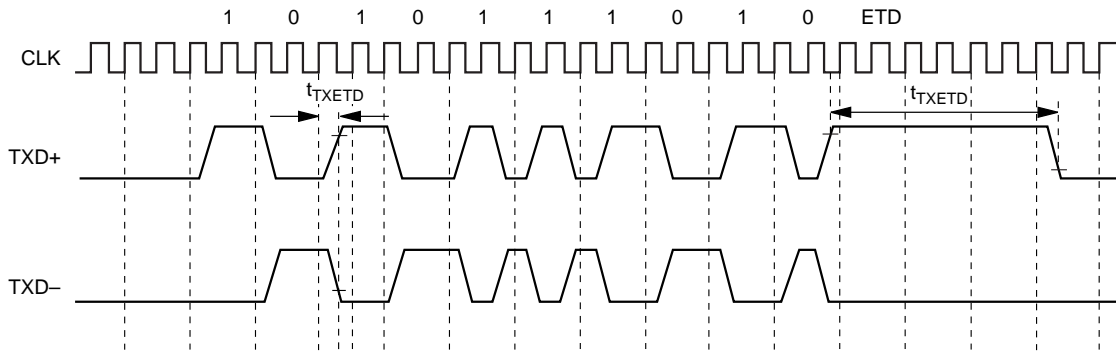 1 0 1 0 1 1 1 0 1 0 ETD
CLK
tTXETD tTXETD
TXD+
TXD–